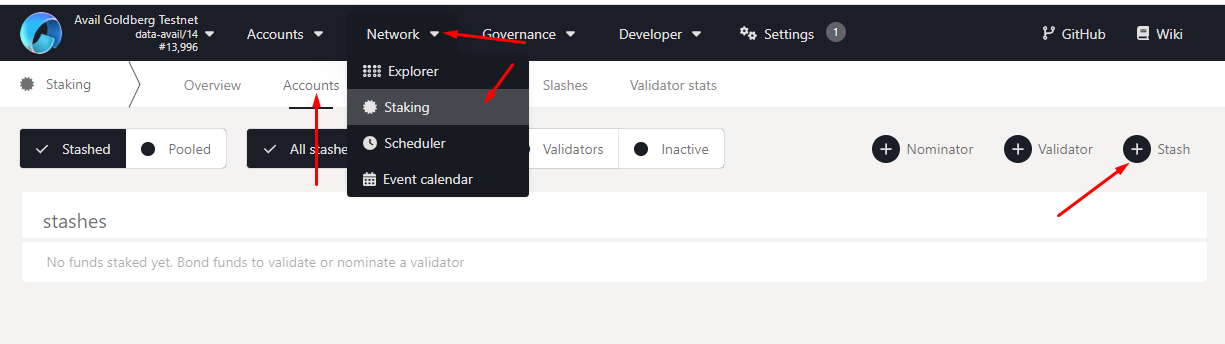 Avail Goldberg Testnet
data-avail/14
#13,996
Accounts
Network
Governance
Developer
Settings
1
GitHub
Wiki
Staking
Overview
Accounts
Slashes
Validator stats
Explorer
Staking
Scheduler
Event calendar
Stashed
Pooled
All stashe
Validators
Inactive
Nominator
Validator
Stash
stashes
No funds staked yet. Bond funds to validate or nominate a validator